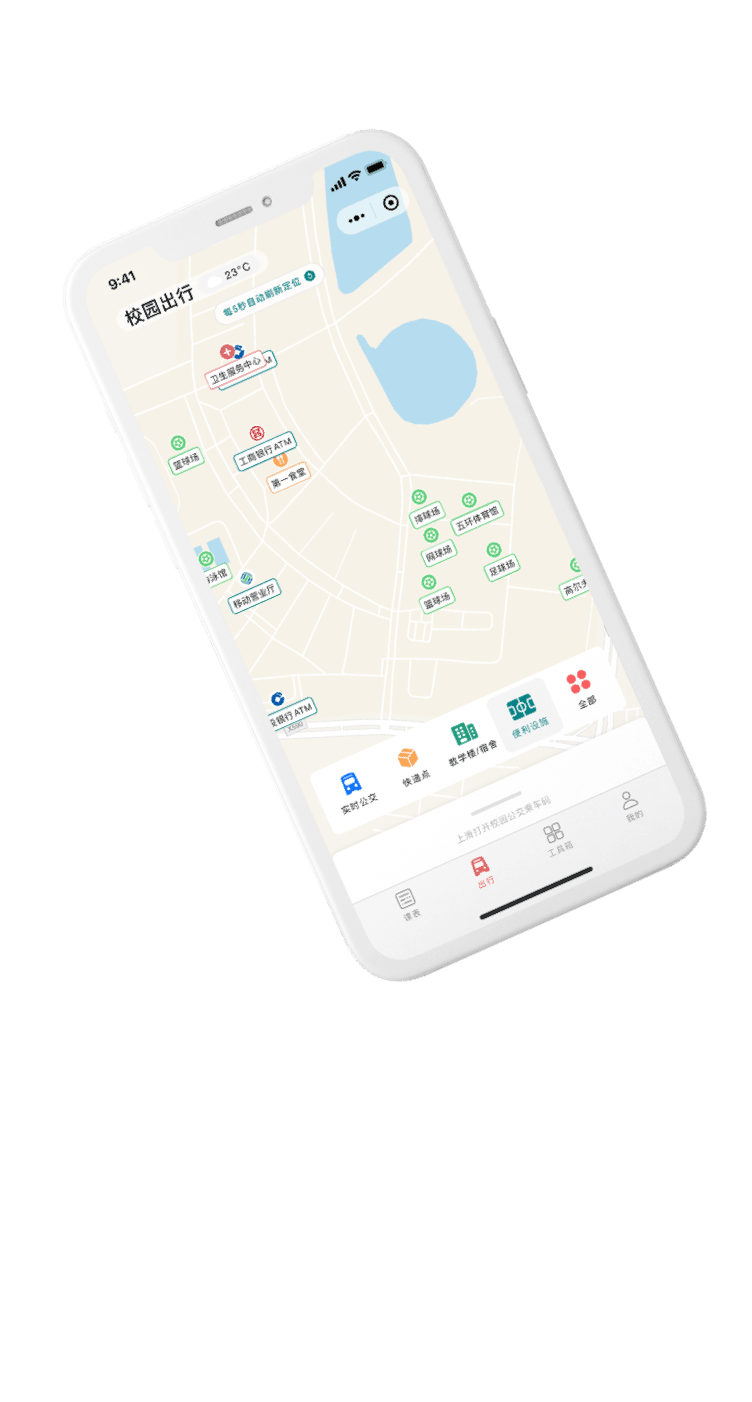 9:41
校园出行
23°C
每5秒自动刷新定位
卫生服务中心
M
篮球场
工商银行 ATM
第一食堂
排球场
五环体育馆
网球场
足球场
泳馆
移动营业厅
篮球场
高尔夫
银行 ATM
X090
实时公交
快递点
教学楼/宿舍
便利设施
全部
上滑打开校园公交乘车码
课表
出行
工具箱
我的